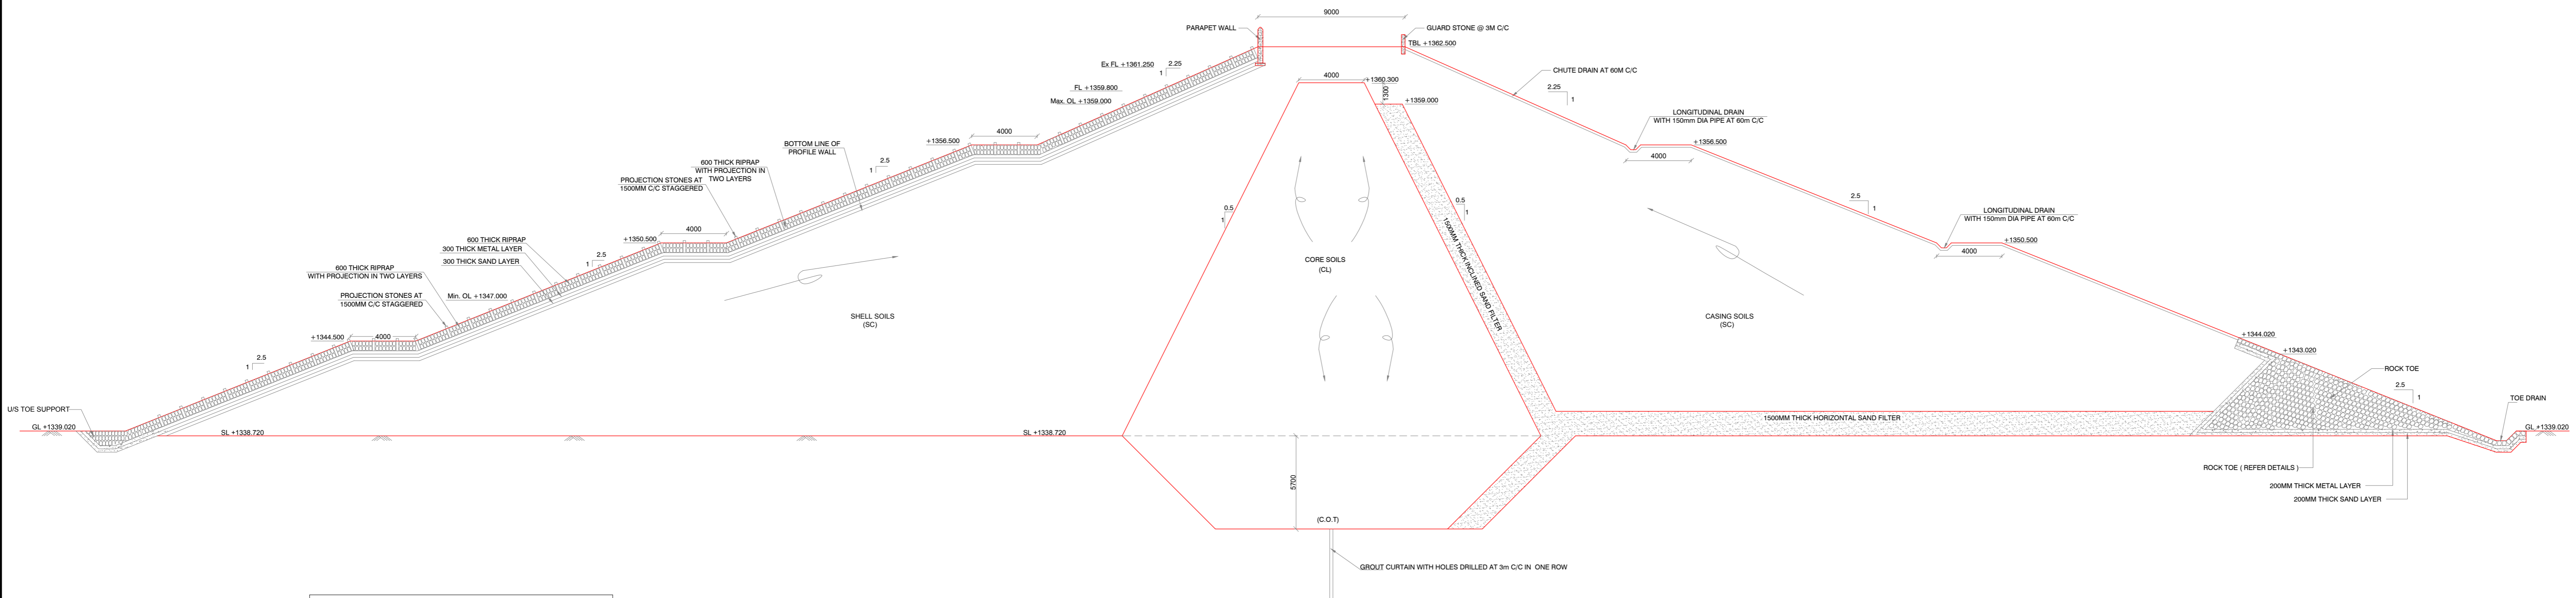 9000
PARAPET WALL
GUARD STONE @ 3M C/C
TBL +1362.500
Ex FL +1361.250
2.25
1
FL +1359.800
Max. OL +1359.000
4000
+1360.300
1300
+1359.000
CHUTE DRAIN AT 60M C/C
2.25
1
LONGITUDINAL DRAIN
WITH 150mm DIA PIPE AT 60m C/C
+1356.500
4000
4000
+1356.500
BOTTOM LINE OF
PROFILE WALL
2.5
1
600 THICK RIPRAP
WITH PROJECTION IN
TWO LAYERS
PROJECTION STONES AT
1500MM C/C STAGGERED
0.5
1
0.5
1
1500MM THICK INCLINED SAND FILTER
2.5
1
LONGITUDINAL DRAIN
WITH 150mm DIA PIPE AT 60m C/C
+1350.500
4000
4000
+1350.500
600 THICK RIPRAP
300 THICK METAL LAYER
300 THICK SAND LAYER
2.5
1
CORE SOILS
(CL)
600 THICK RIPRAP
WITH PROJECTION IN TWO LAYERS
PROJECTION STONES AT
1500MM C/C STAGGERED
Min. OL +1347.000
SHELL SOILS
(SC)
CASING SOILS
(SC)
+1344.500
4000
2.5
1
+1344.020
+1343.020
ROCK TOE
2.5
1
TOE DRAIN
U/S TOE SUPPORT
GL +1339.020
SL +1338.720
SL +1338.720
1500MM THICK HORIZONTAL SAND FILTER
GL +1339.020
5700
ROCK TOE ( REFER DETAILS )
200MM THICK METAL LAYER
200MM THICK SAND LAYER
(C.O.T)
GROUT CURTAIN WITH HOLES DRILLED AT 3m C/C IN ONE ROW